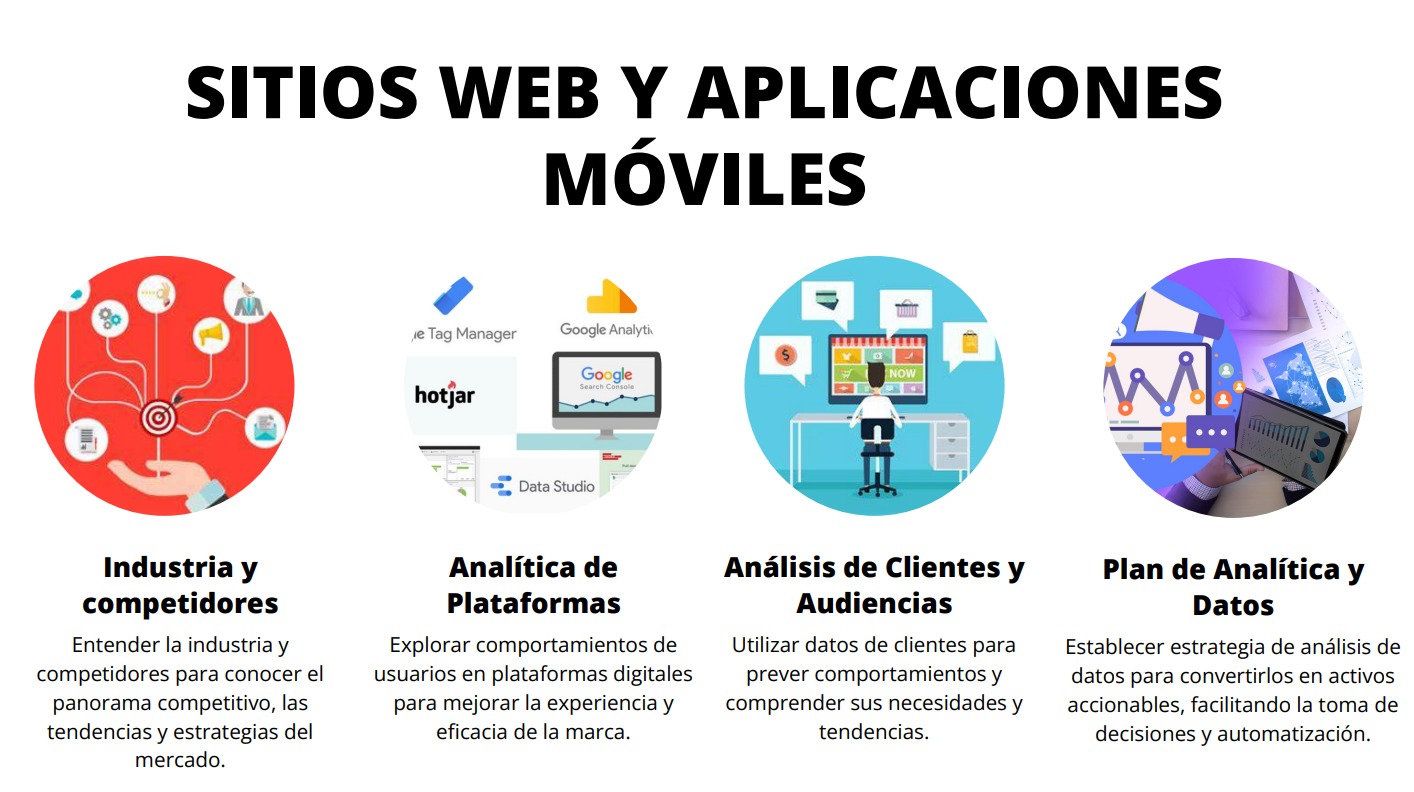 SITIOS WEB Y APLICACIONES
MÓVILES
Tag Manager
Google
hotjar
Google
Search Console
NOW
Data Studio
Industria y
competidores
Entender la industria y
competidores para conocer el
panorama competitivo, las
tendencias y estrategias del
mercado.
Analítica de
Plataformas
Explorar comportamientos de
usuarios en plataformas digitales
para mejorar la experiencia y
eficacia de la marca.
Análisis de Clientes y
Audiencias
Utilizar datos de clientes para
prever comportamientos y
comprender sus necesidades y
tendencias.
Plan de Analítica y
Datos
Establecer estrategia de análisis de
datos para convertirlos en activos
accionables, facilitando la toma de
decisiones y automatización.